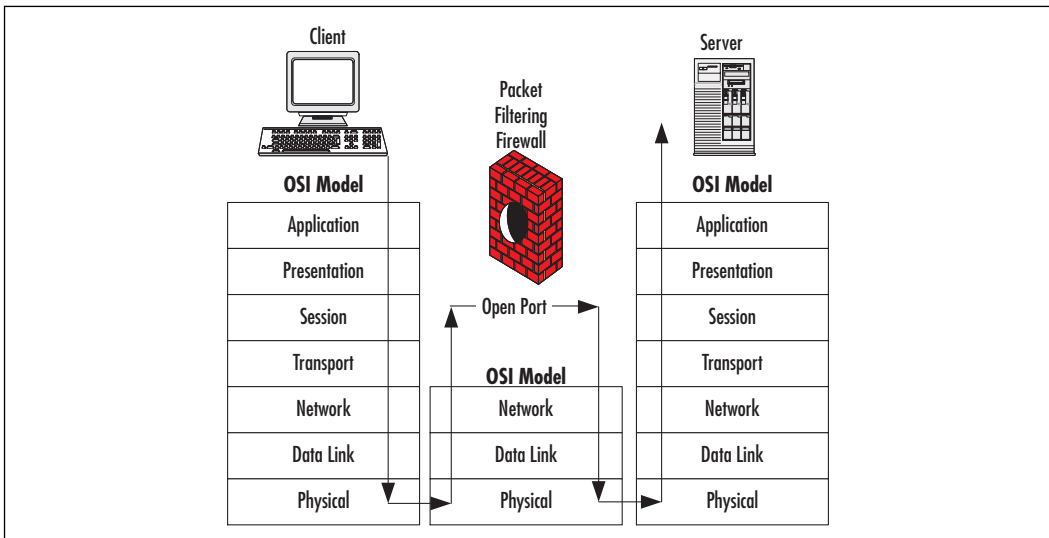 Client
Server
Packet
Filtering
Firewall
OSI Model
OSI Model
Application
Application
Presentation
Presentation
Session
Open Port
Session
Transport
Transport
OSI Model
Network
Network
Network
Data Link
Data Link
Data Link
Physical
Physical
Physical